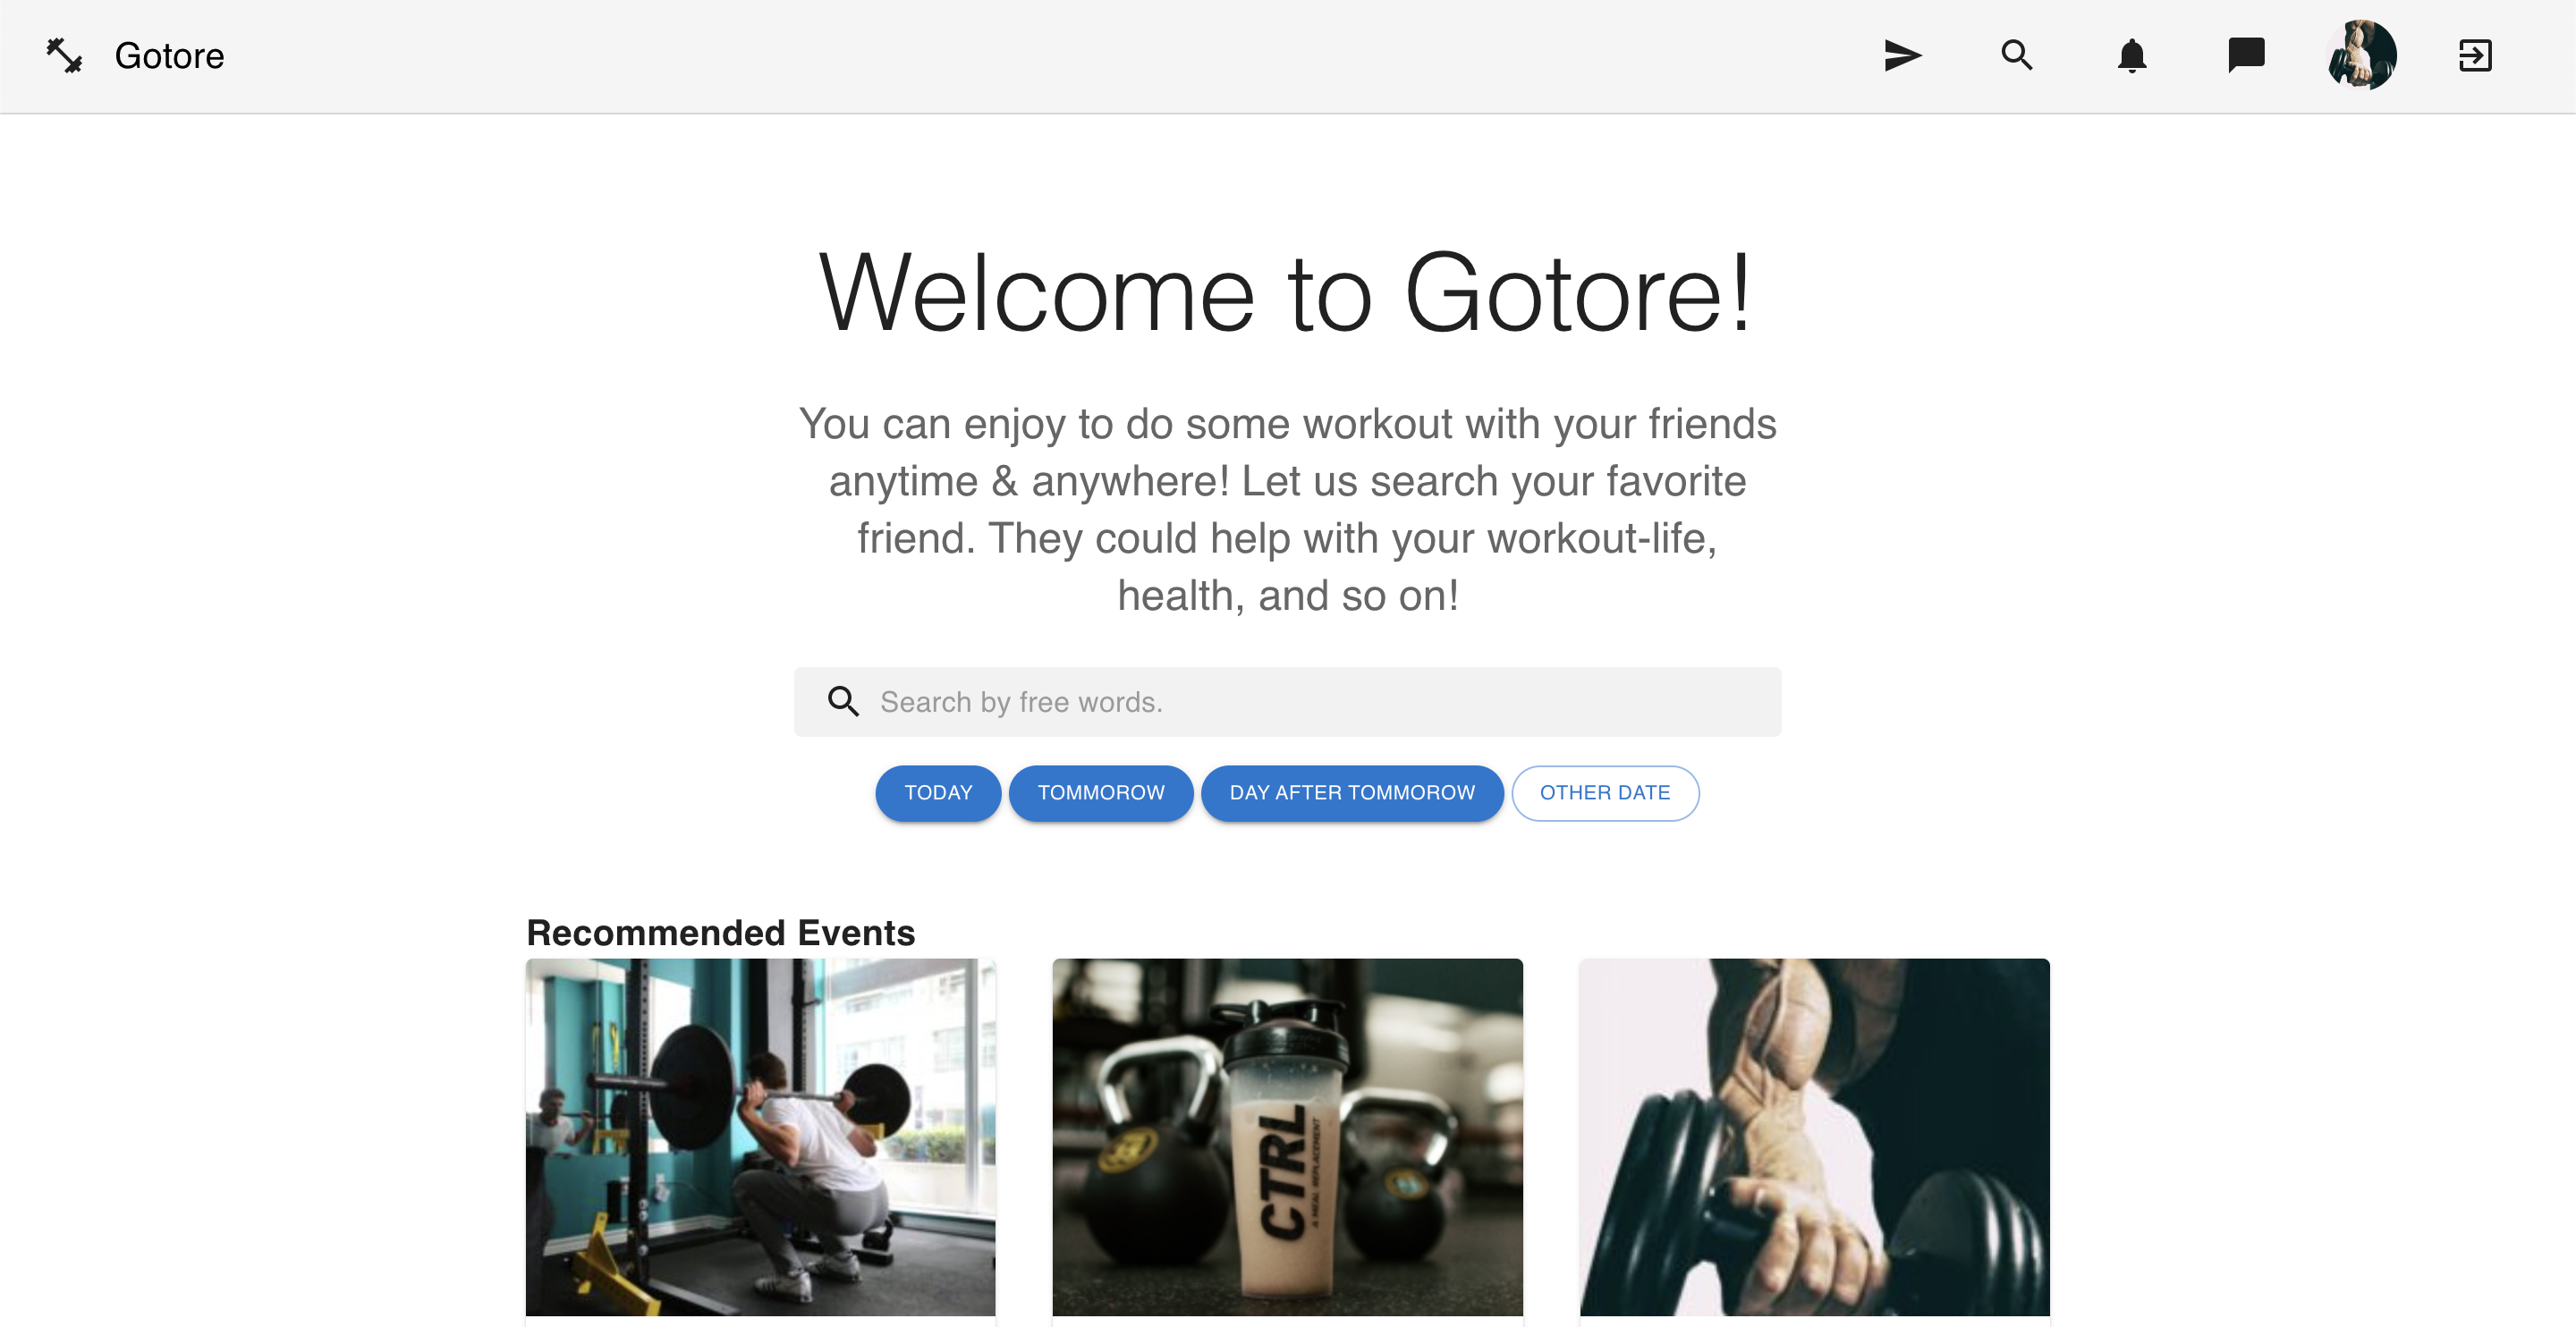 Gotore
Welcome to Gotore!
You can enjoy to do some workout with your friends
anytime & anywhere! Let us search your favorite
friend. They could help with your workout-life,
health, and so on!
Search by free words.
TODAY
TOMMOROW
DAY AFTER TOMMOROW
OTHER DATE
Recommended Events
CTRL
A MEAL REPLACEMENT